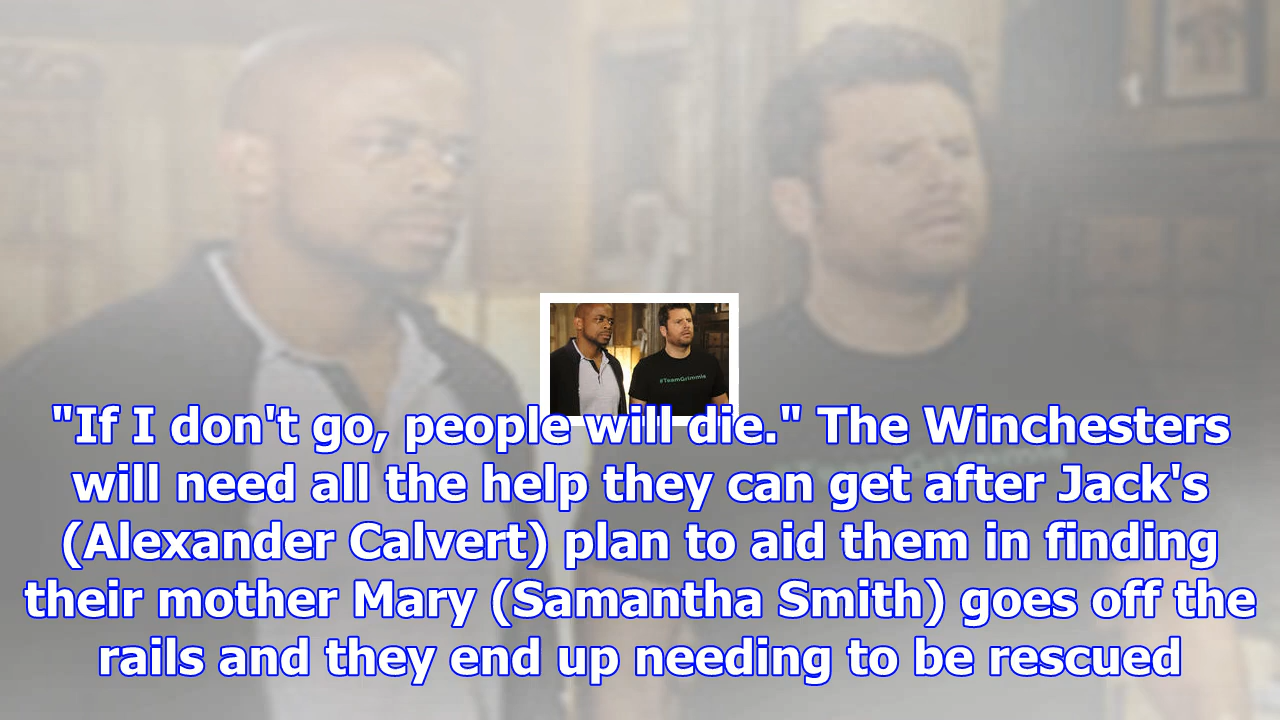 #TeamGrimmie
"If I don't go, people will die." The Winchesters
will need all the help they can get after Jack's
(Alexander Calvert) plan to aid them in finding
their mother Mary (Samantha Smith) goes off the
rails and they end up needing to be rescued